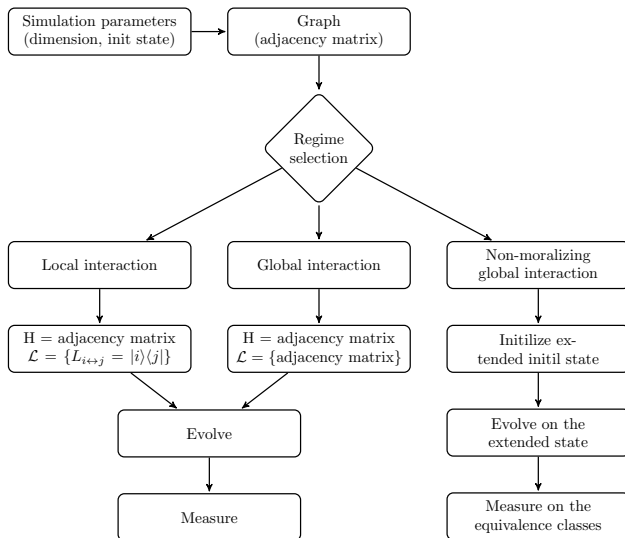 Simulation parameters
(dimension, init state)
Graph
(adjacency matrix)
Regime
selection
Local interaction
Global interaction
Non-moralizing
global interaction
H = adjacency matrix
ℒ = {L_{i↔j} = |i⟩⟨j|}
H = adjacency matrix
ℒ = {adjacency matrix}
Initilize ex-
tended initil state
Evolve
Evolve on the
extended state
Measure
Measure on the
equivalence classes